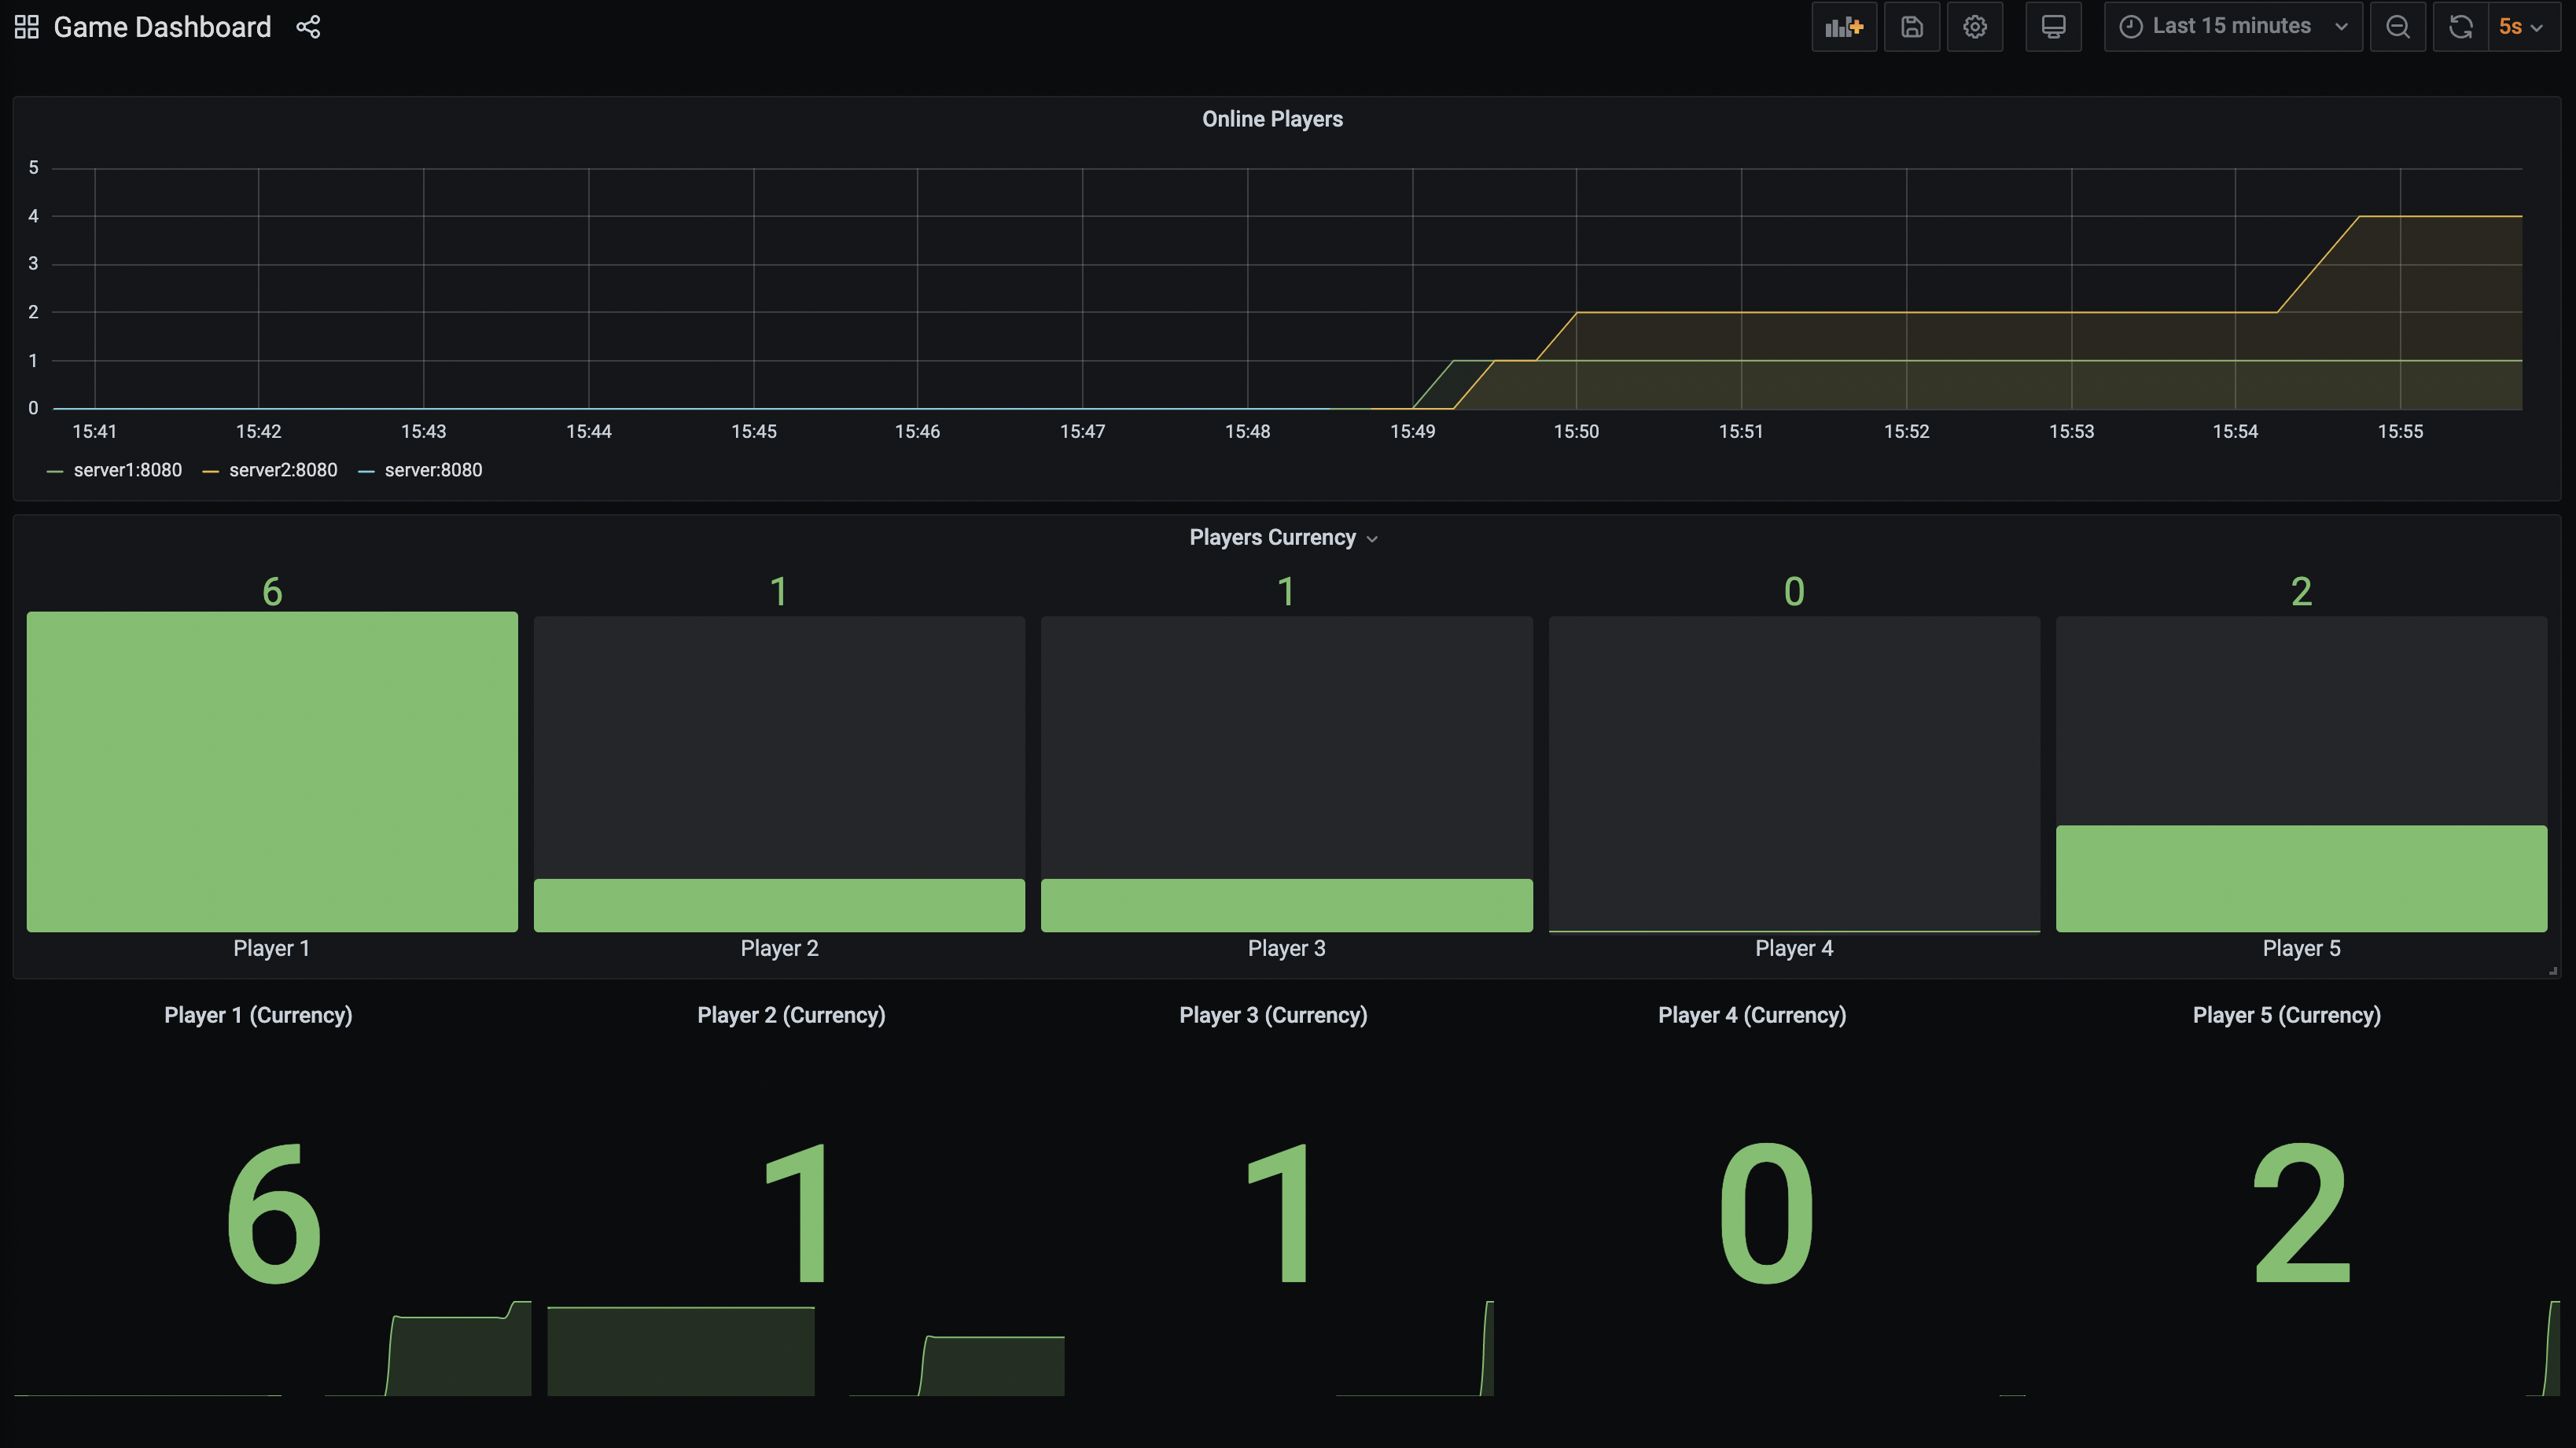 Game Dashboard
Last 15 minutes
5s
Online Players
5
4
3
2
1
0
15:41 15:42 15:43 15:44 15:45 15:46 15:47 15:48 15:49 15:50 15:51 15:52 15:53 15:54 15:55
server1:8080 server2:8080 server:8080
Players Currency
6 1 1 0 2
Player 1 Player 2 Player 3 Player 4 Player 5
Player 1 (Currency) Player 2 (Currency) Player 3 (Currency) Player 4 (Currency) Player 5 (Currency)
6 1 1 0 2